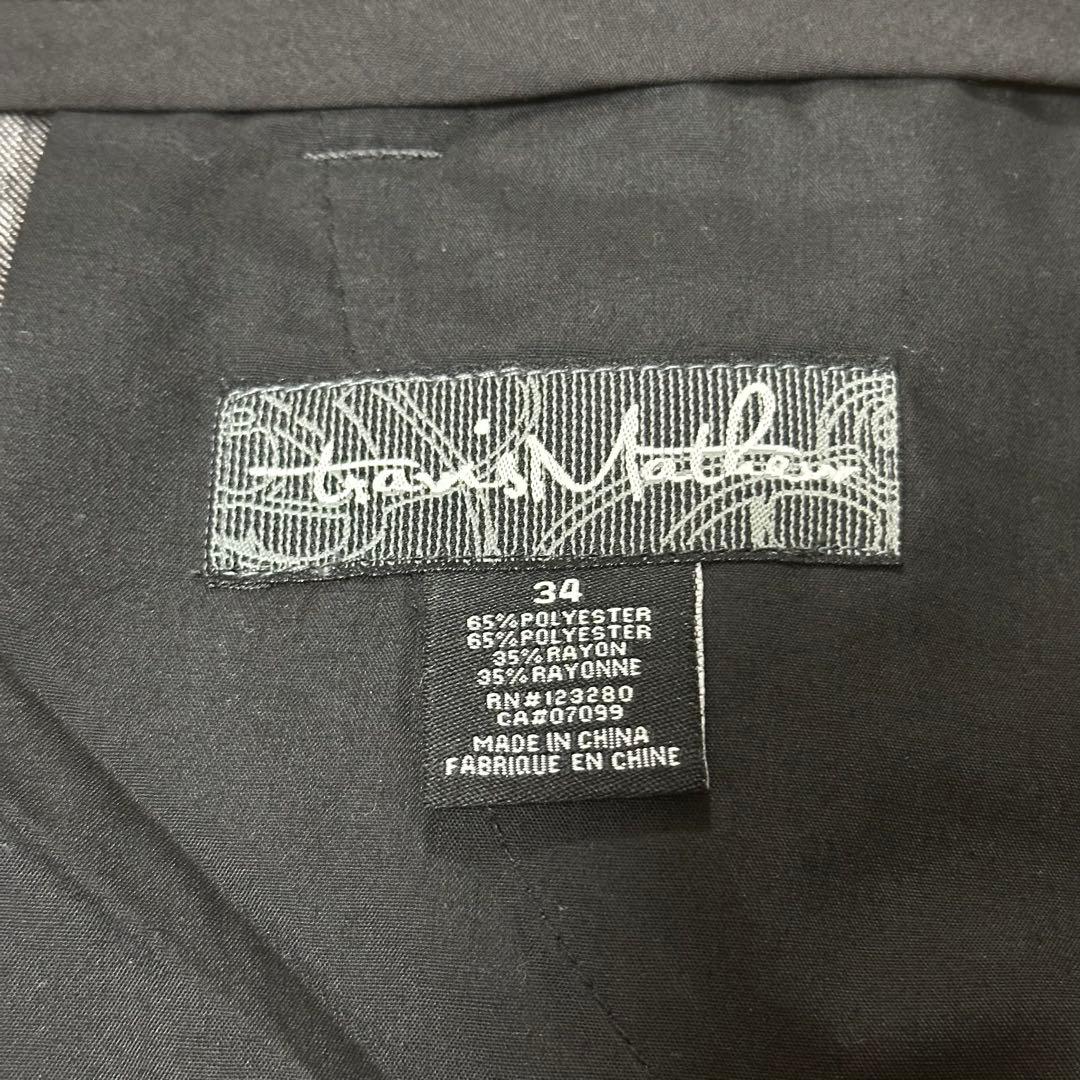 travisMathew
34
65%POLYESTER
65%POLYESTER
35%RAYON
35%RAYONNE
RN#123280
CA#07099
MADE IN CHINA
FABRIQUE EN CHINE